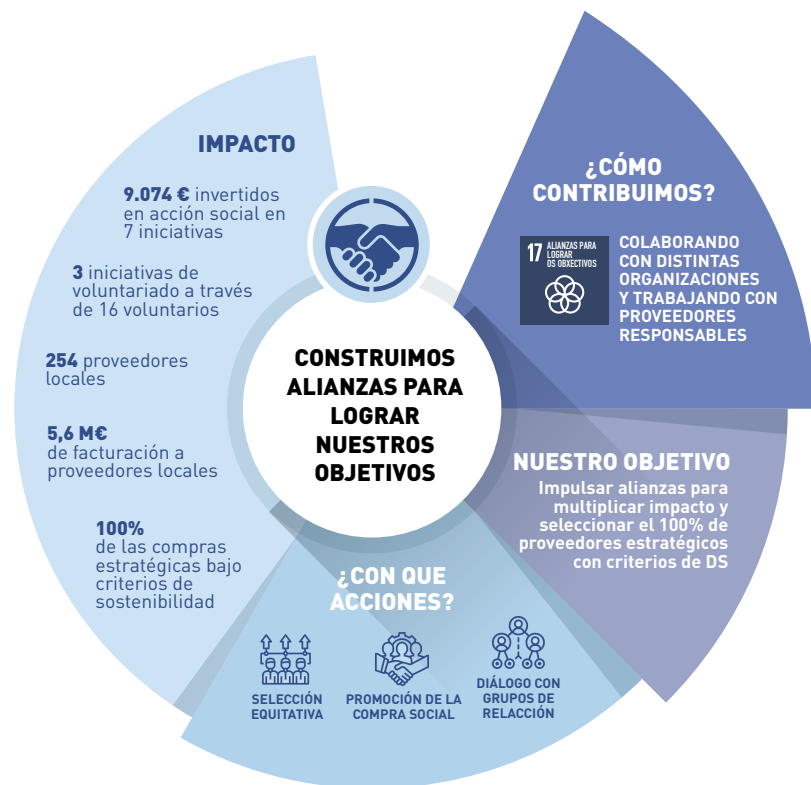 CONSTRUIMOS
ALIANZAS PARA
LOGRAR
NUESTROS
OBJETIVOS
¿CÓMO
CONTRIBUIMOS?
17 ALIANZAS PARA
LOGRAR
OS OBXECTIVOS
COLABORANDO
CON DISTINTAS
ORGANIZACIONES
Y TRABAJANDO CON
PROVEEDORES
RESPONSABLES
NUESTRO OBJETIVO
Impulsar alianzas para
multiplicar impacto y
seleccionar el 100% de
proveedores estratégicos
con criterios de DS
¿CON QUE
ACCIONES?
SELECCIÓN
EQUITATIVA
PROMOCIÓN DE LA
COMPRA SOCIAL
DIÁLOGO CON
GRUPOS DE
RELACCIÓN
IMPACTO
9.074 € invertidos
en acción social en
7 iniciativas
3 iniciativas de
voluntariado a través
de 16 voluntarios
254 proveedores
locales
5,6 M€
de facturación a
proveedores locales
100%
de las compras
estratégicas bajo
criterios de
sostenibilidad